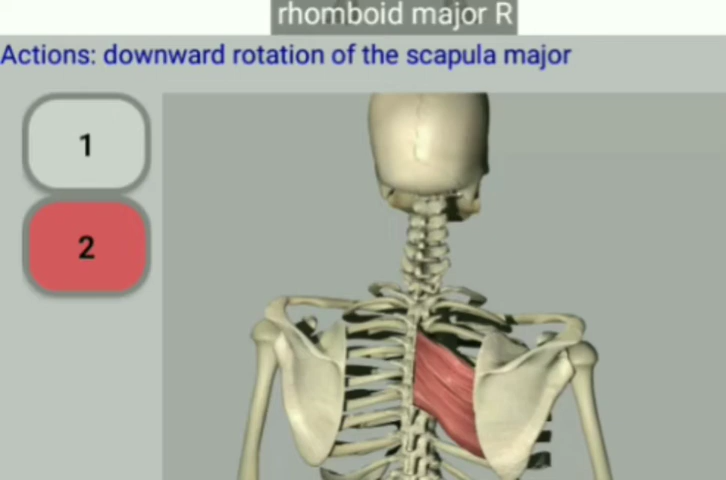 rhomboid major R
Actions: downward rotation of the scapula major
1
2